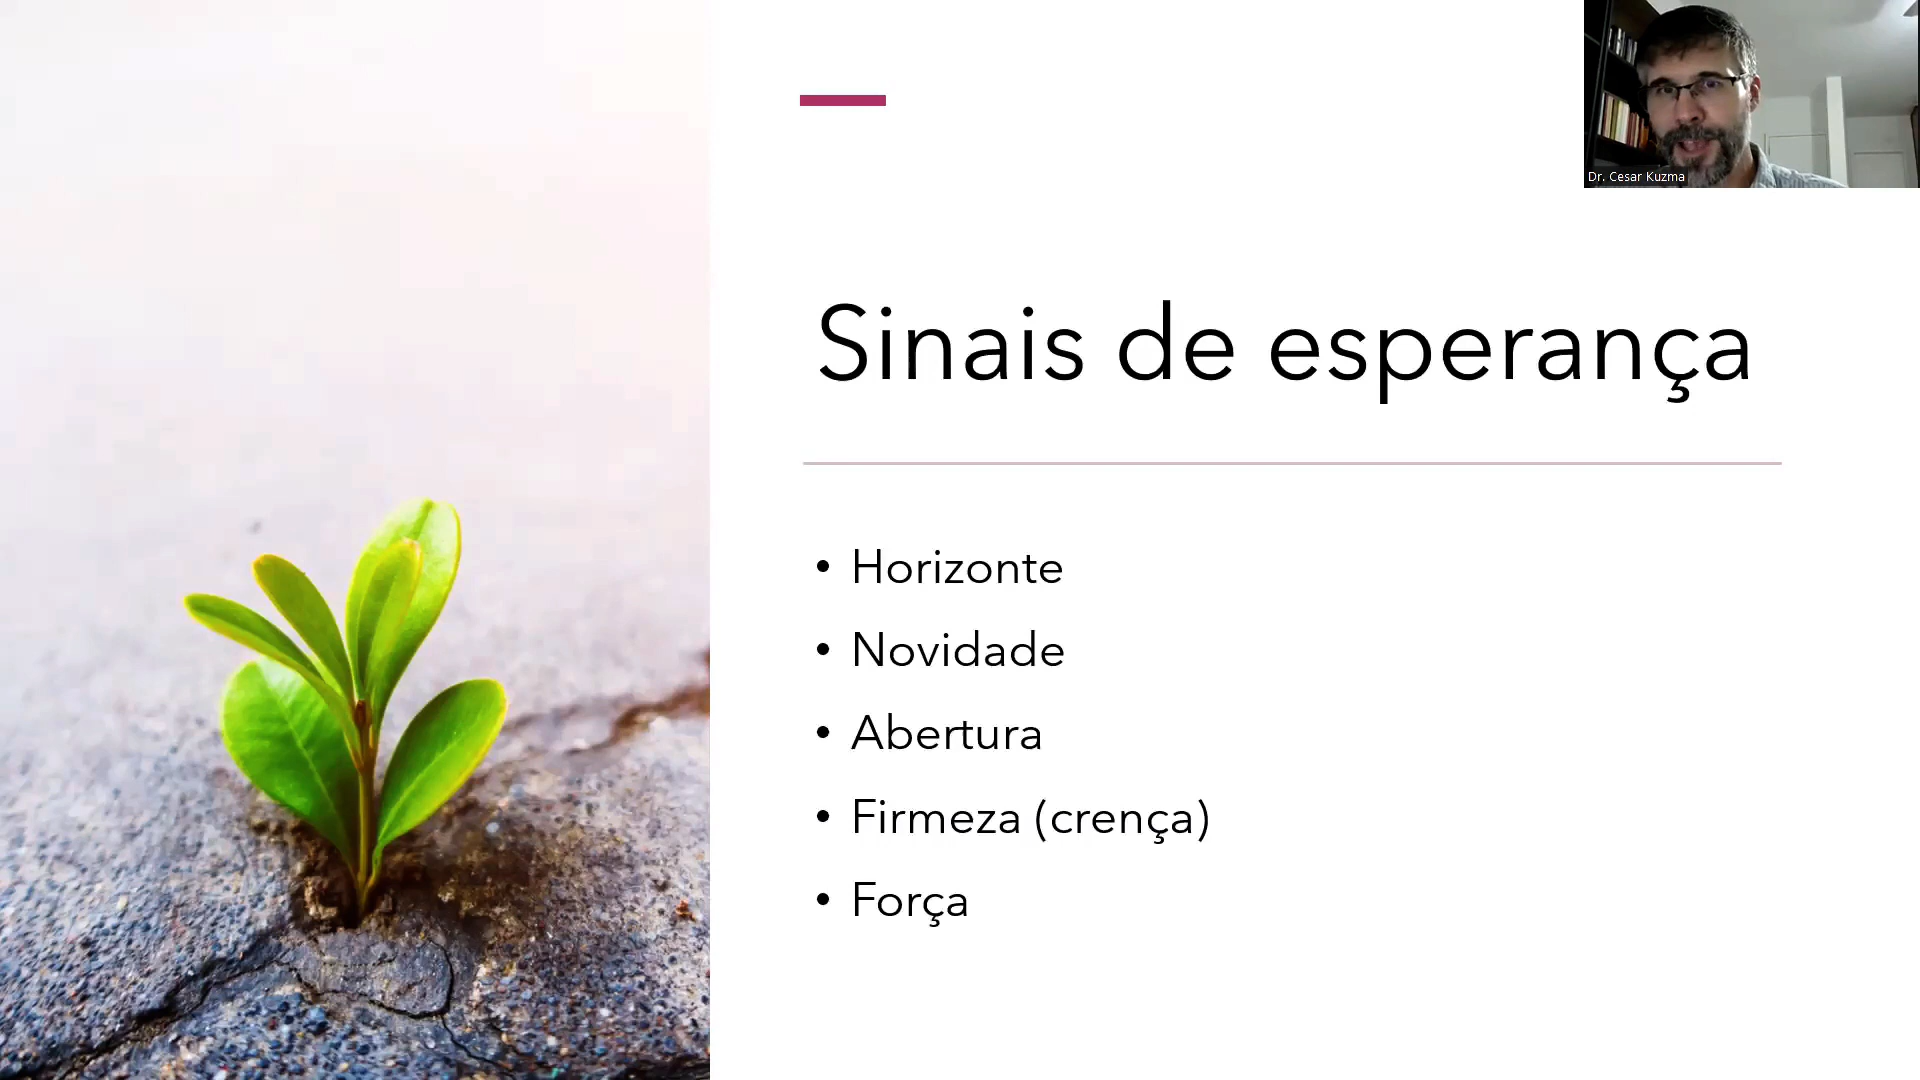 Dr. Cesar Kuzma
Sinais de esperança
• Horizonte
• Novidade
• Abertura
• Firmeza (crença)
• Força